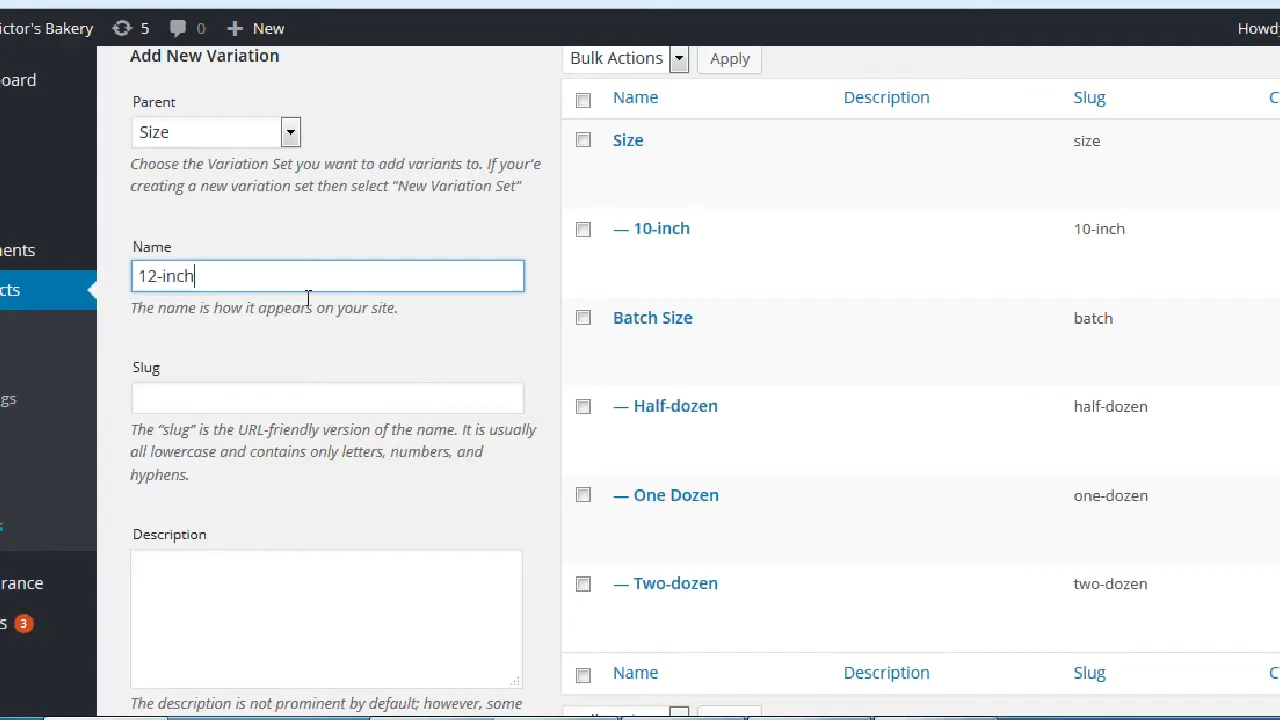 ictor's Bakery 5 0 New Howdy
oard
ments
cts
gs
s
rance
s 3
Add New Variation
Parent
Size
Choose the Variation Set you want to add variants to. If your'e
creating a new variation set then select "New Variation Set"
Name
12-inch
The name is how it appears on your site.
Slug
The “slug” is the URL-friendly version of the name. It is usually
all lowercase and contains only letters, numbers, and
hyphens.
Description
The description is not prominent by default; however, some
Bulk Actions Apply
Name Description Slug C
Size size
— 10-inch 10-inch
Batch Size batch
— Half-dozen half-dozen
— One Dozen one-dozen
— Two-dozen two-dozen
Name Description Slug C